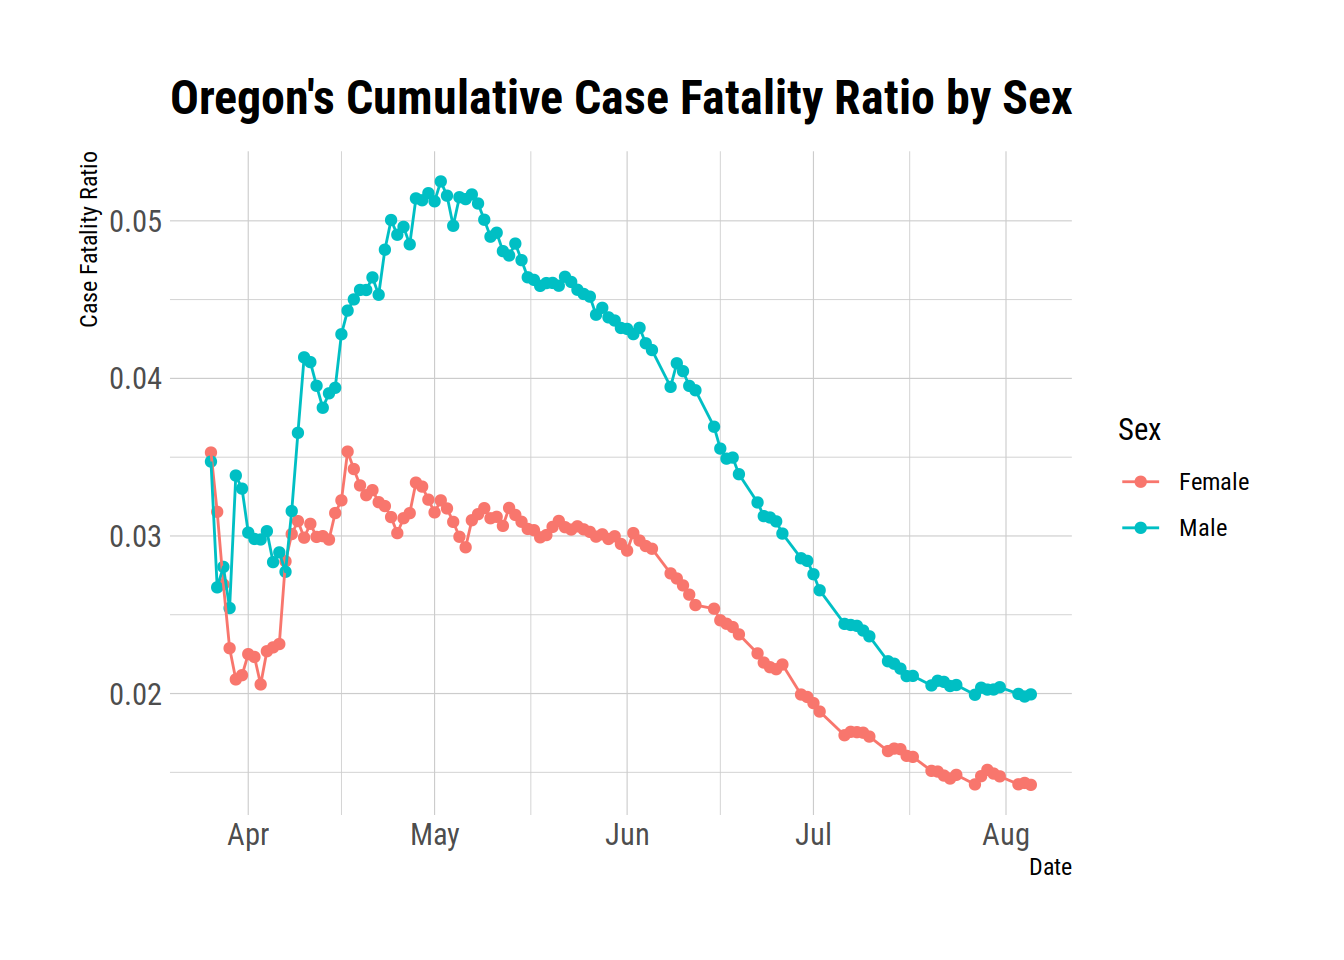 Oregon's Cumulative Case Fatality Ratio by Sex
Case Fatality Ratio
0.05
0.04
0.03
0.02
Apr May Jun Jul Aug
Date
Sex
Female
Male